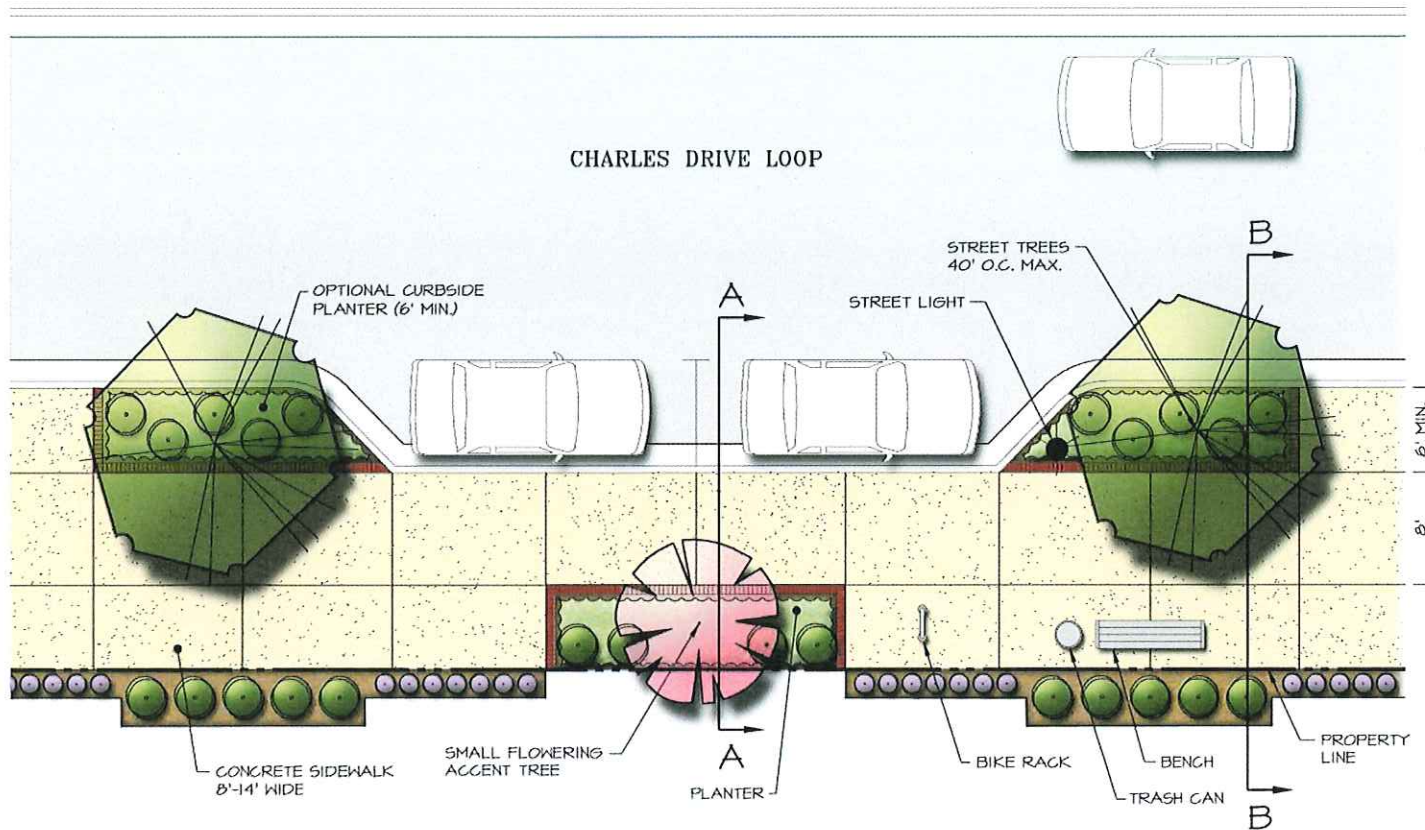 CHARLES DRIVE LOOP
B
STREET TREES
40' O.C. MAX.
A
OPTIONAL CURBSIDE
PLANTER (6' MIN.)
STREET LIGHT
6' MIN.
8'
SMALL FLOWERING
ACCENT TREE
A
PROPERTY
LINE
CONCRETE SIDEWALK
8'-14' WIDE
BIKE RACK
BENCH
PLANTER
TRASH CAN
B